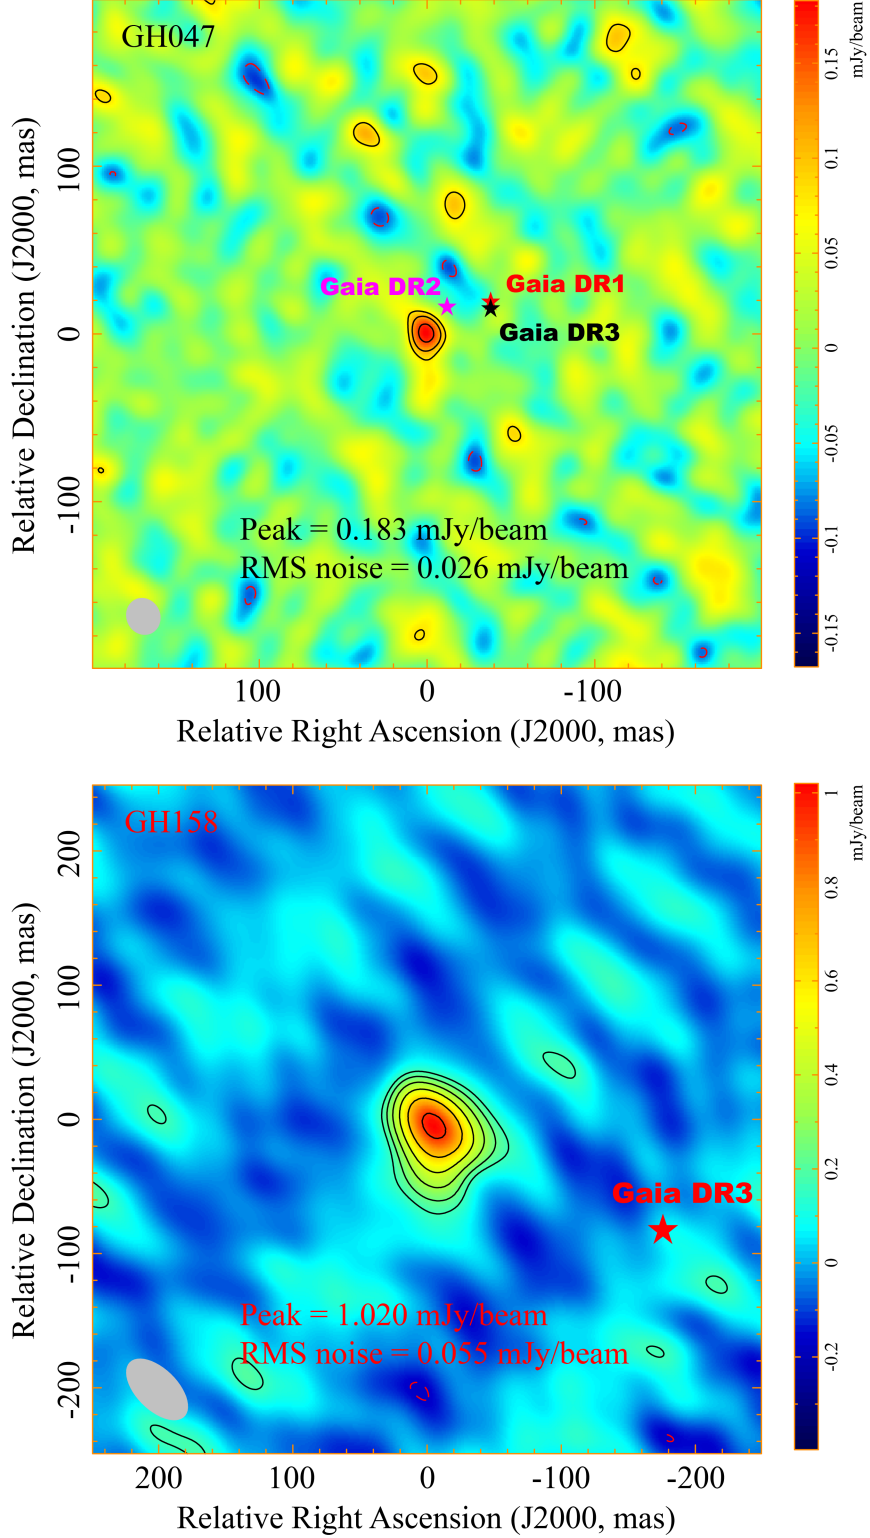 GH047
mJy/beam
0.15
0.1
0.05
0
-0.05
-0.1
-0.15
Relative Declination (J2000, mas)
100
0
-100
Gaia DR2
Gaia DR1
Gaia DR3
Peak = 0.183 mJy/beam
RMS noise = 0.026 mJy/beam
100 0 -100
Relative Right Ascension (J2000, mas)
GH158
mJy/beam
1
0.8
0.6
0.4
0.2
0
-0.2
Relative Declination (J2000, mas)
200
100
0
-100
-200
Gaia DR3
Peak = 1.020 mJy/beam
RMS noise = 0.055 mJy/beam
200 100 0 -100 -200
Relative Right Ascension (J2000, mas)